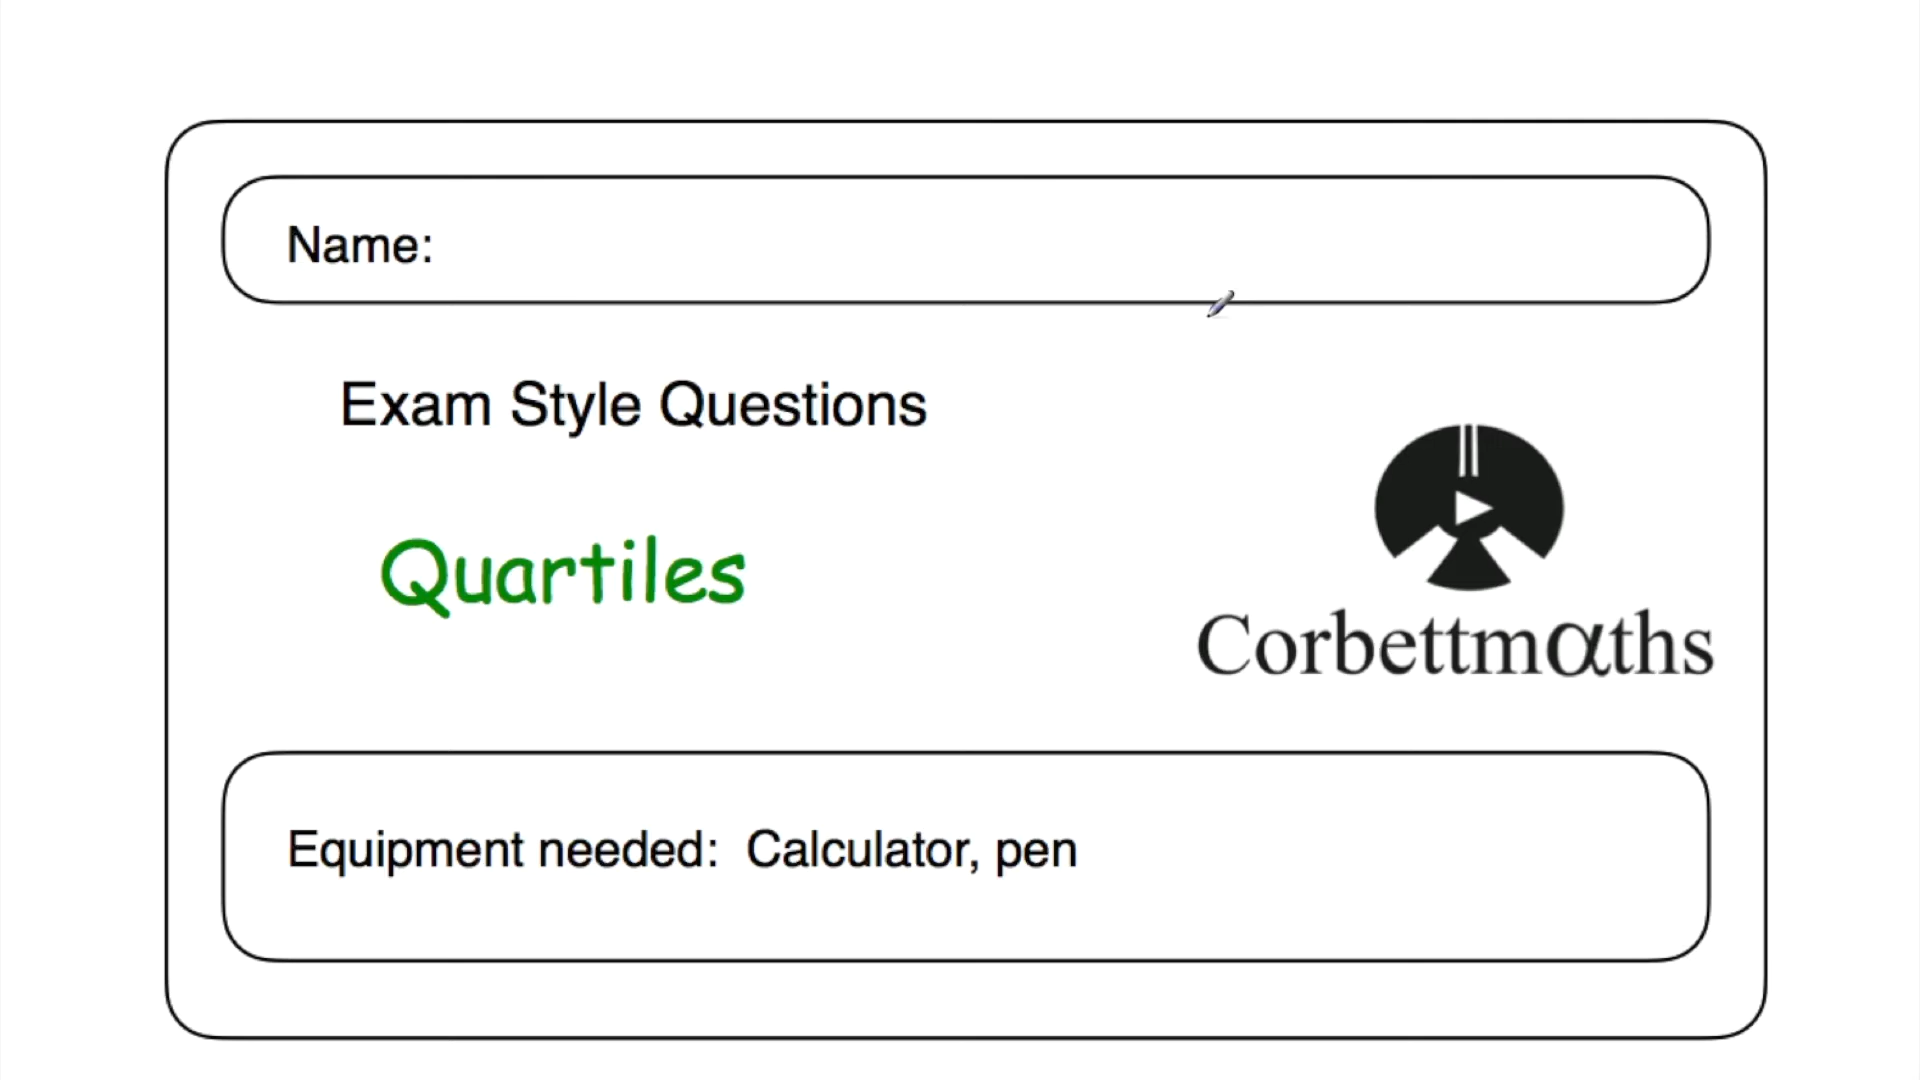 Name:
Exam Style Questions
Quartiles
Corbettmαths
Equipment needed: Calculator, pen